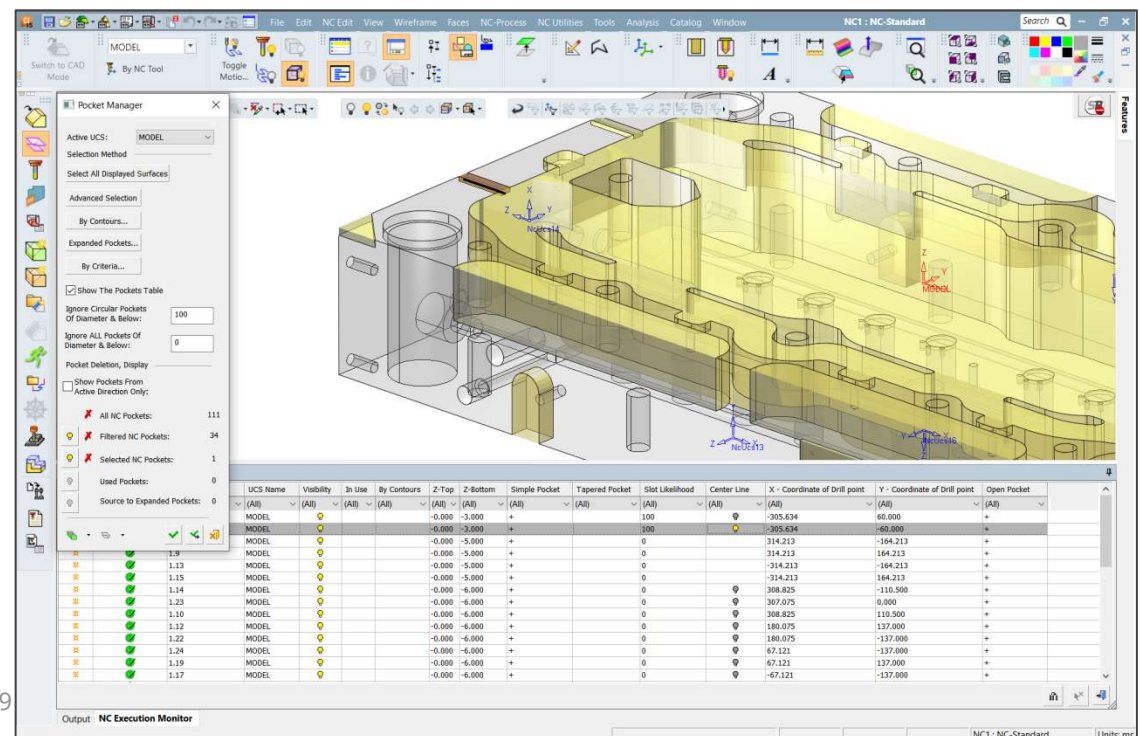 File Edit NC Edit View Wireframe Faces NC-Process NC Utilities Tools Analysis Catalog Window NC1 : NC-Standard Search
Switch to CAD Mode MODEL By NC Tool Toggle Motio...
Pocket Manager
Features
Active UCS: MODEL
Selection Method
Select All Displayed Surfaces
Advanced Selection
By Contours...
Expanded Pockets...
By Criteria...
Show The Pockets Table
Ignore Circular Pockets Of Diameter & Below: 100
Ignore ALL Pockets Of Diameter & Below: 0
Pocket Deletion, Display
Show Pockets From Active Direction Only:
All NC Pockets: 111
Filtered NC Pockets: 34
Selected NC Pockets: 1
Used Pockets: 0
Source to Expanded Pockets: 0
X
Z Y
NcUcs14
Z
Y
MODEL
Z X
NcUcs13
Y
NcUcs16
UCS Name Visibility In Use By Contours Z-Top Z-Bottom Simple Pocket Tapered Pocket Slot Likelihood Center Line X - Coordinate of Drill point Y - Coordinate of Drill point Open Pocket
(All) (All) (All) (All) (All) (All) (All) (All) (All) (All) (All) (All) (All)
MODEL -0.000 -3.000 + 100 -305.634 60.000 +
MODEL -0.000 -3.000 + 100 -305.634 -60.000 +
MODEL -0.000 -5.000 + 0 314.213 -164.213 +
1.9 MODEL -0.000 -5.000 + 0 314.213 164.213 +
1.13 MODEL -0.000 -5.000 + 0 -314.213 -164.213 +
1.15 MODEL -0.000 -5.000 + 0 -314.213 164.213 +
1.14 MODEL -0.000 -6.000 + 0 308.825 -110.500 +
1.23 MODEL -0.000 -6.000 + 0 307.075 0.000 +
1.10 MODEL -0.000 -6.000 + 0 308.825 110.500 +
1.12 MODEL -0.000 -6.000 + 0 180.075 137.000 +
1.22 MODEL -0.000 -6.000 + 0 180.075 -137.000 +
1.24 MODEL -0.000 -6.000 + 0 67.121 -137.000 +
1.19 MODEL -0.000 -6.000 + 0 67.121 137.000 +
1.17 MODEL -0.000 -6.000 + 0 -67.121 -137.000 +
9
Output NC Execution Monitor
NC1 : NC-Standard Units: